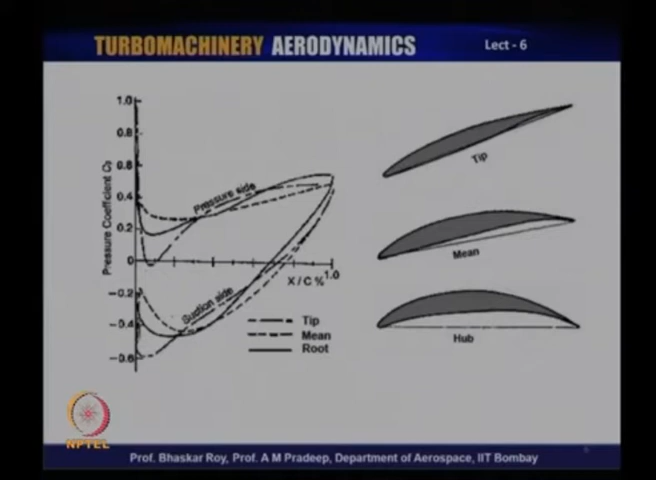 TURBOMACHINERY AERODYNAMICS
Lect - 6
1.0
0.8
0.6
0.4
0.2
0
-0.2
-0.4
-0.6
Pressure Coefficient Cp
Pressure side
Suction side
X / C %
1.0
Tip
Mean
Root
Tip
Mean
Hub
NPTEL
Prof. Bhaskar Roy, Prof. A M Pradeep, Department of Aerospace, IIT Bombay